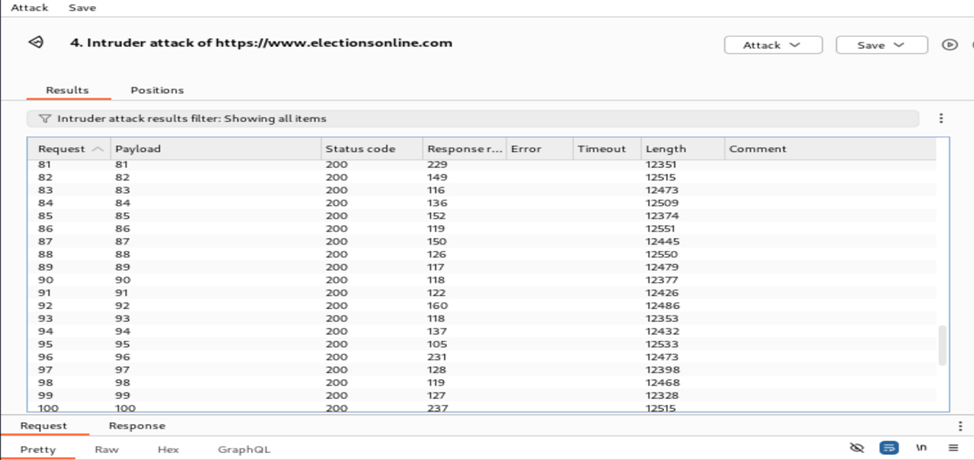 Attack Save
4. Intruder attack of https://www.electionsonline.com Attack Save
Results Positions
Intruder attack results filter: Showing all items
Request Payload Status code Response r... Error Timeout Length Comment
81 81 200 229 12351
82 82 200 149 12515
83 83 200 116 12473
84 84 200 136 12509
85 85 200 152 12374
86 86 200 119 12551
87 87 200 150 12445
88 88 200 126 12550
89 89 200 117 12479
90 90 200 118 12377
91 91 200 122 12426
92 92 200 160 12486
93 93 200 118 12353
94 94 200 137 12432
95 95 200 105 12533
96 96 200 231 12473
97 97 200 128 12398
98 98 200 119 12468
99 99 200 127 12328
100 100 200 237 12515
Request Response
Pretty Raw Hex GraphQL \n